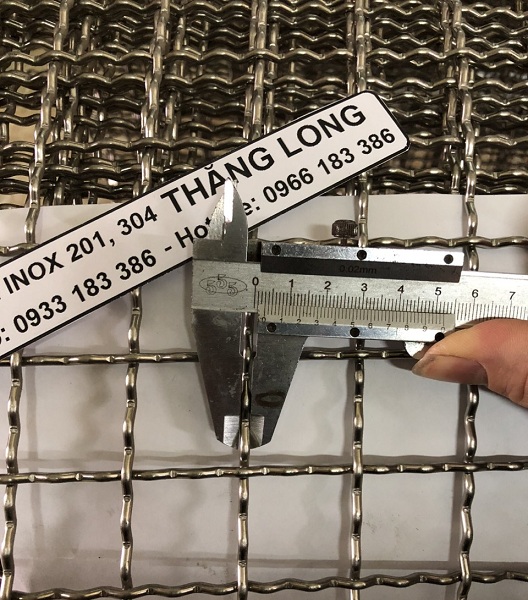 INOX 201, 304 THĂNG LONG
: 0933 183 386 - Hotline: 0966 183 386
0.02mm
0 1 2 3 4 5 6 7